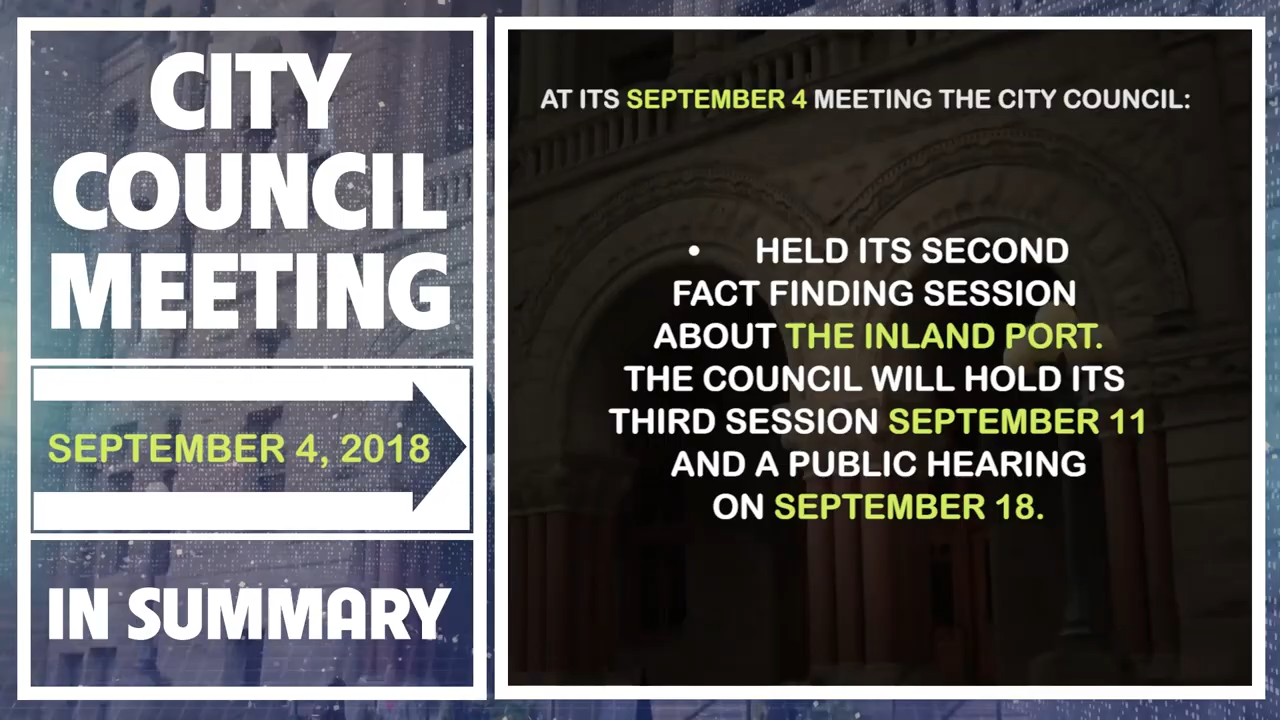 CITY
COUNCIL
MEETING
SEPTEMBER 4, 2018
IN SUMMARY
AT ITS SEPTEMBER 4 MEETING THE CITY COUNCIL:
• HELD ITS SECOND
FACT FINDING SESSION
ABOUT THE INLAND PORT.
THE COUNCIL WILL HOLD ITS
THIRD SESSION SEPTEMBER 11
AND A PUBLIC HEARING
ON SEPTEMBER 18.